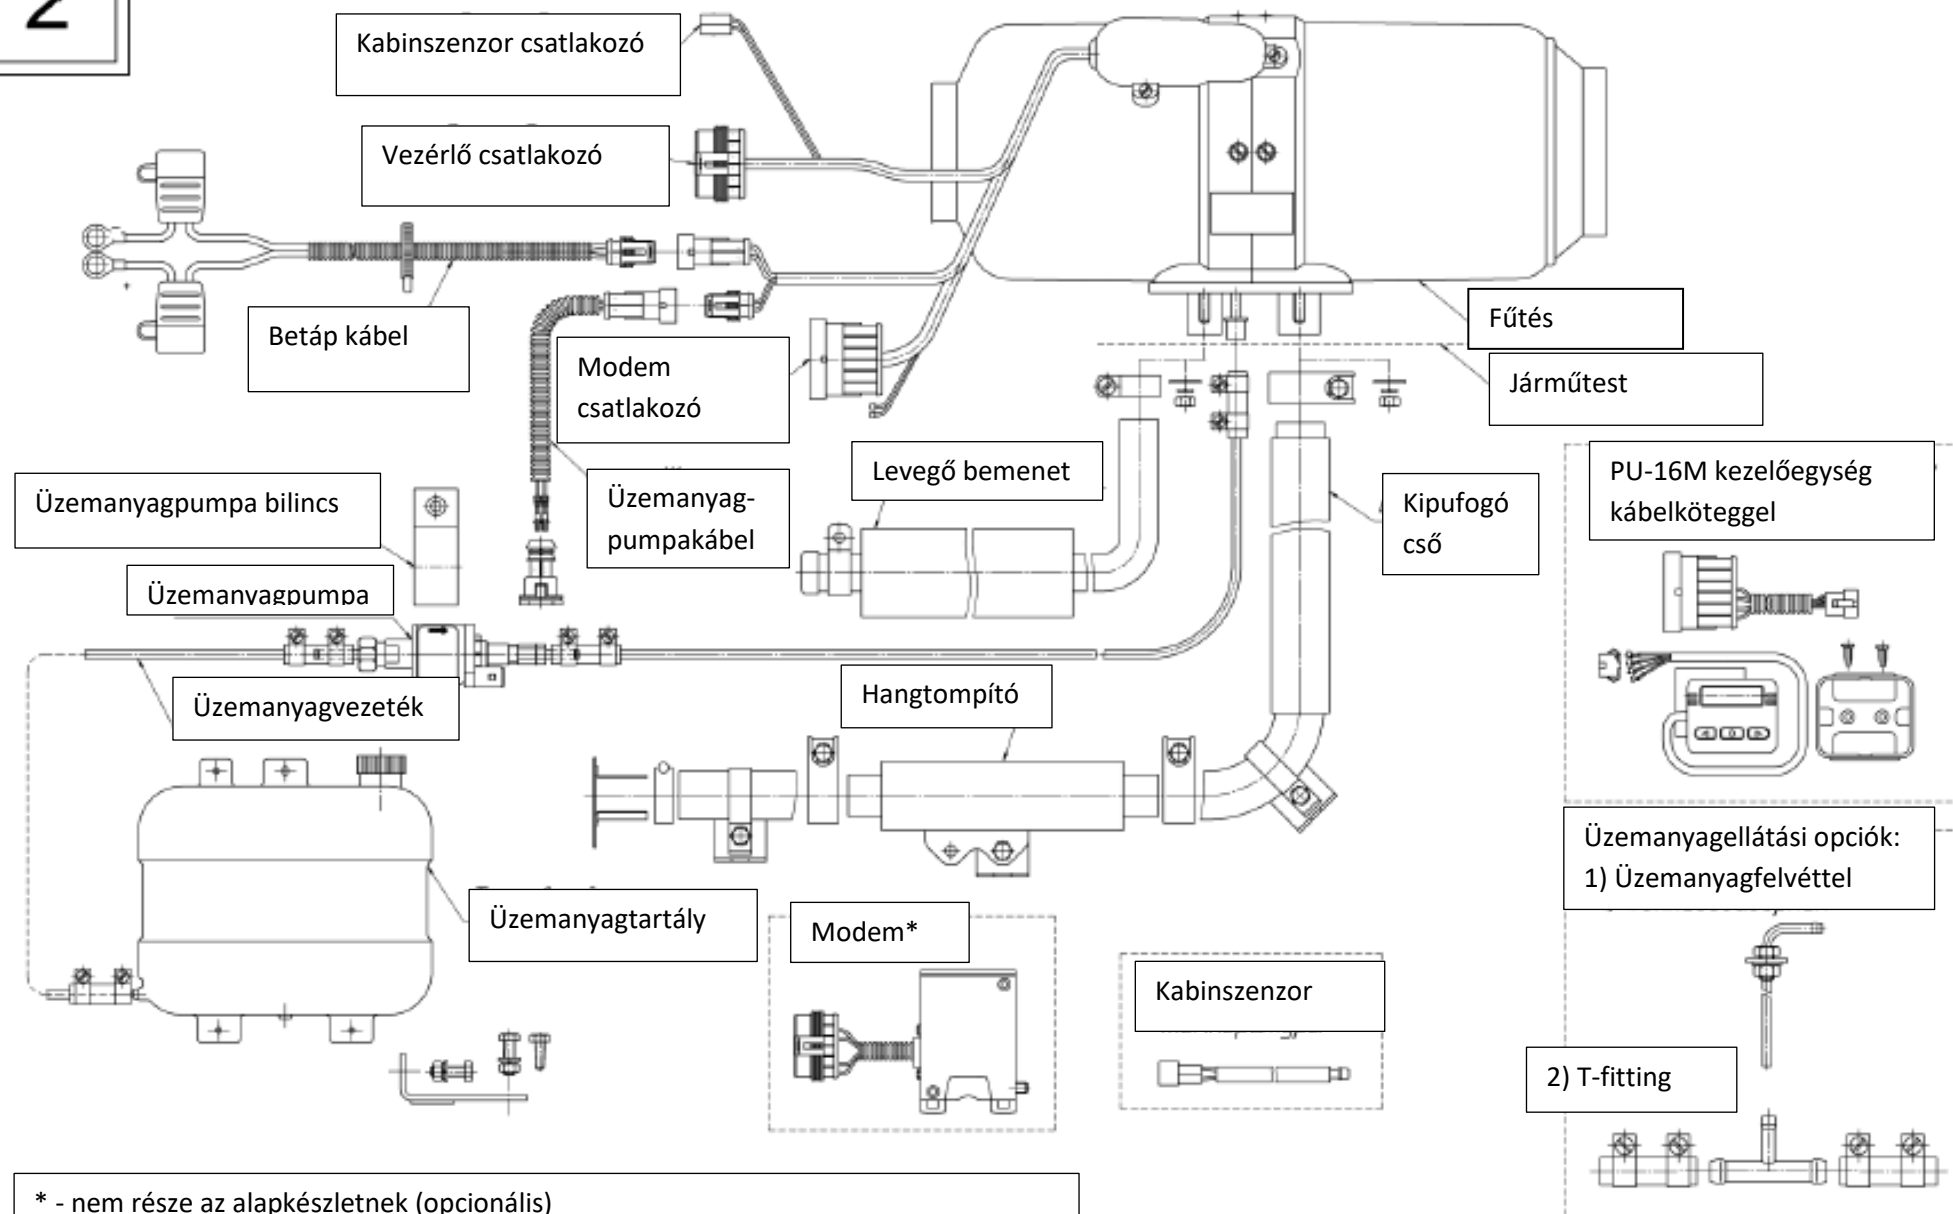 2
Kabinszenzor csatlakozó
Vezérlő csatlakozó
Betáp kábel
Modem
csatlakozó
Fűtés
Járműtest
Üzemanyagpumpa bilincs
Üzemanyag-
pumpakábel
Levegő bemenet
Kipufogó
cső
PU-16M kezelőegység
kábelköteggel
Üzemanyagpumpa
Üzemanyagvezeték
Hangtompító
Üzemanyagellátási opciók:
1) Üzemanyagfelvéttel
Üzemanyagtartály
Modem*
Kabinszenzor
2) T-fitting
* - nem része az alapkészletnek (opcionális)